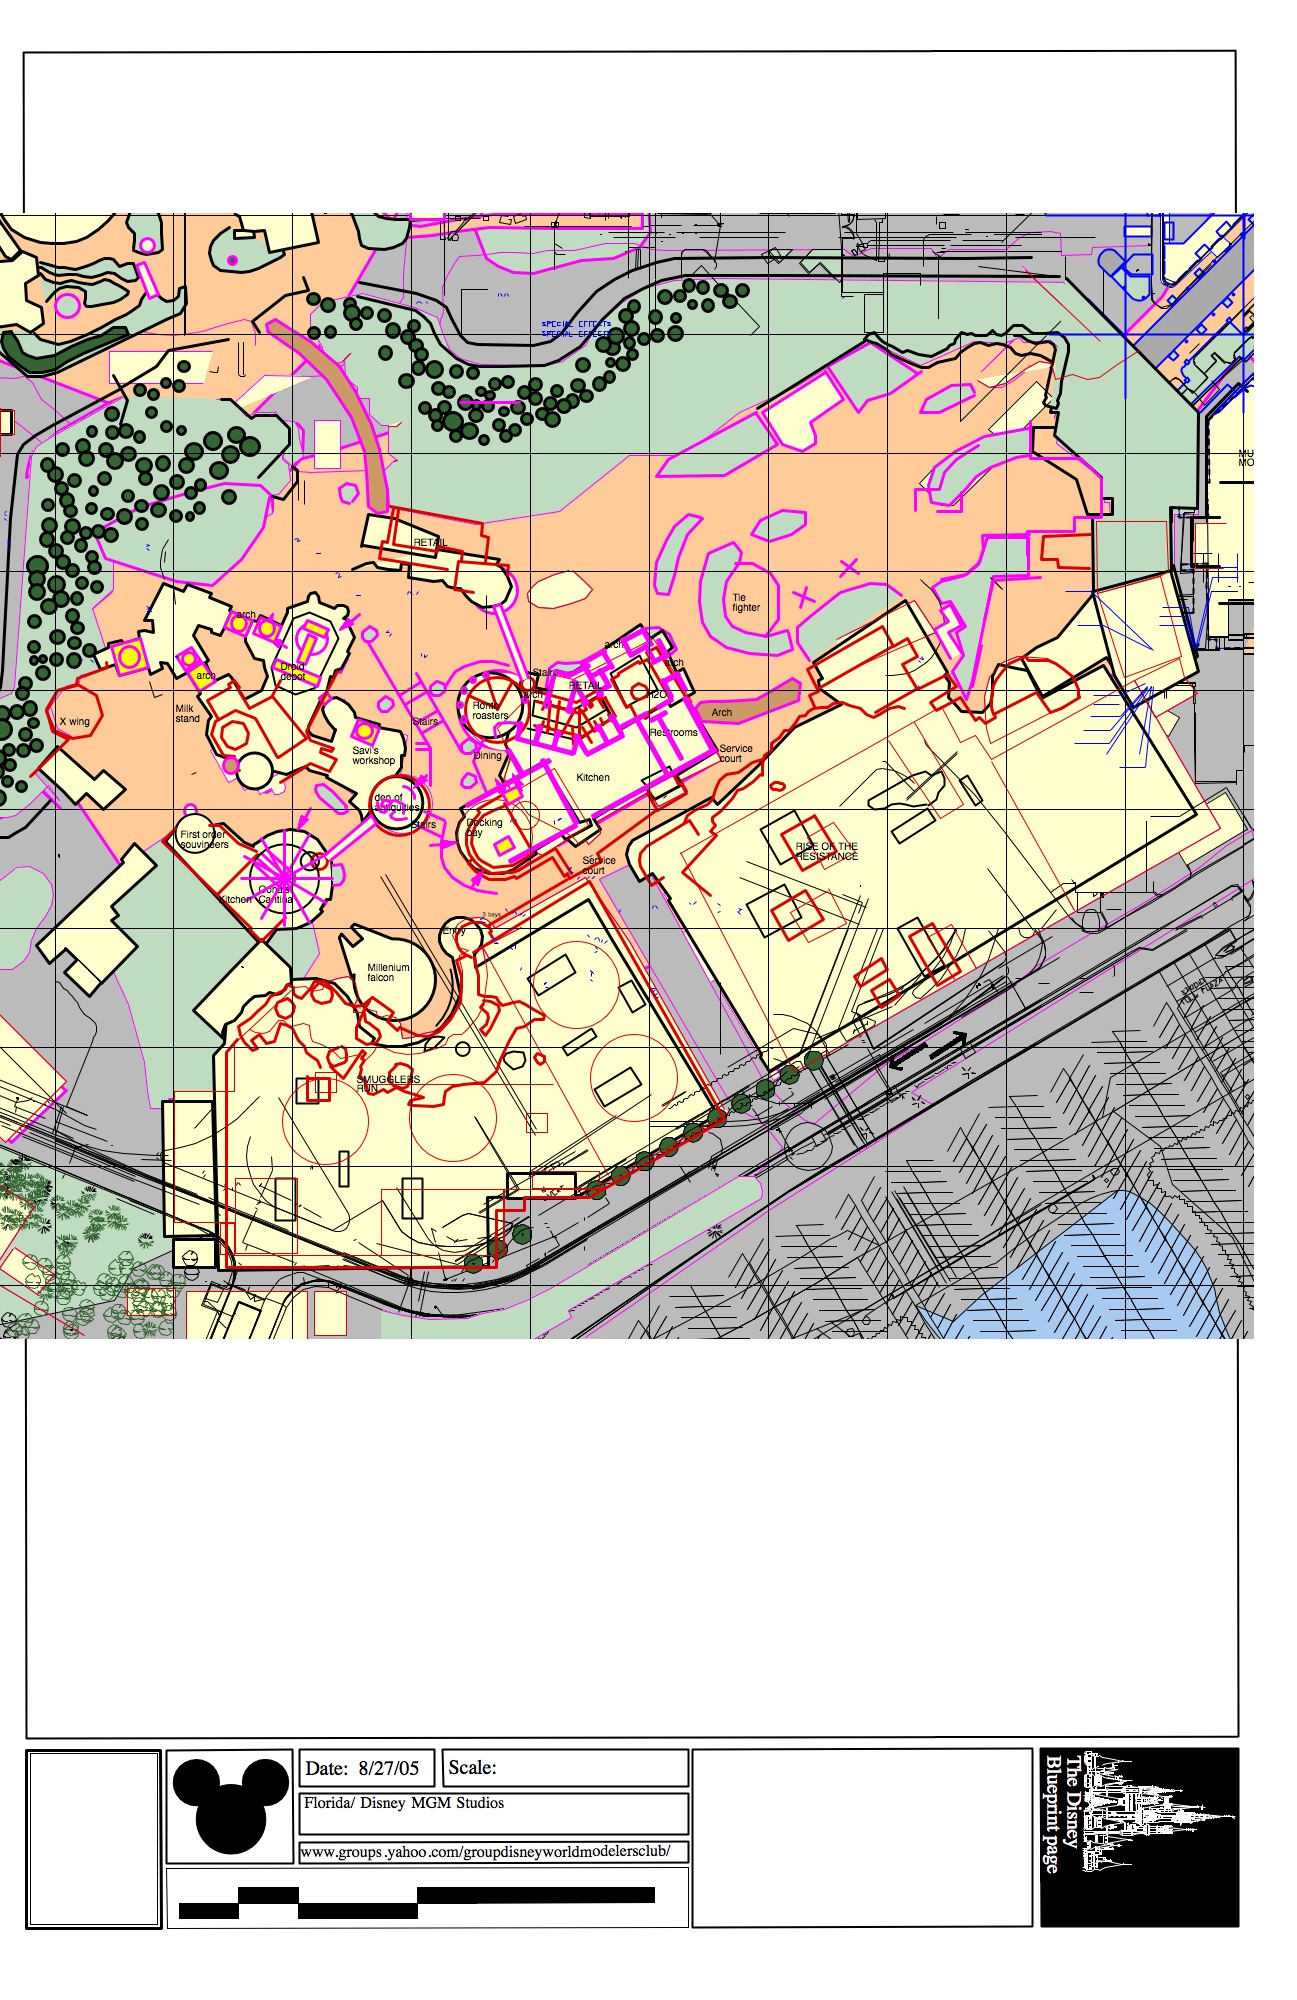 SPECIAL EFFECTS
SPECIAL EFFECTS
MU
MO
RETAIL
Tie
fighter
arch
arch
Droid
depot
arch
arch
Stairs
RETAIL
H2O
arch
Ronto
roasters
X wing
Milk
stand
Stairs
Arch
Restrooms
Savi's
workshop
Dining
Service
court
Kitchen
den of
antiquities
Stairs
Docking
bay
First order
souvineers
RISE OF THE
RESISTANCE
Service
court
Kitchen
Cantina
3 bays
Entry
Millenium
falcon
SMUGGLERS
RUN
Date: 8/27/05
Scale:
Florida/ Disney MGM Studios
www.groups.yahoo.com/groupdisneyworldmodelersclub/
The Disney
Blueprint page